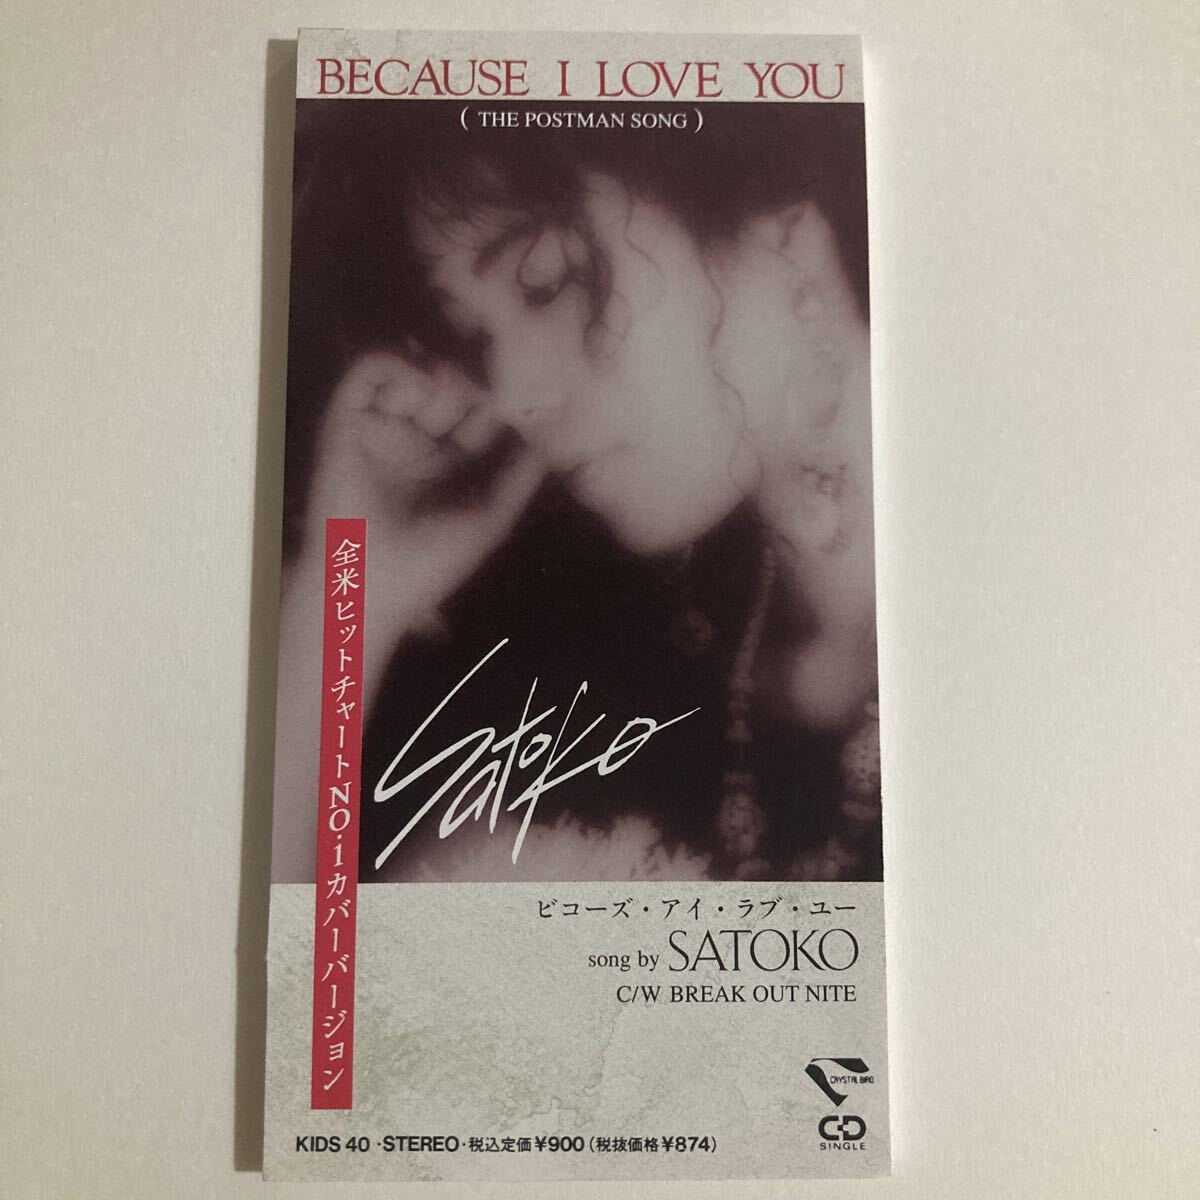 BECAUSE I LOVE YOU
( THE POSTMAN SONG )
全米ヒットチャートNO.1カバーバージョン
Satoko
ビコーズ・アイ・ラブ・ユー
song by SATOKO
C/W BREAK OUT NITE
CRYSTAL BIRD
CD
SINGLE
KIDS 40・STEREO・税込定価¥900(税抜価格¥874)